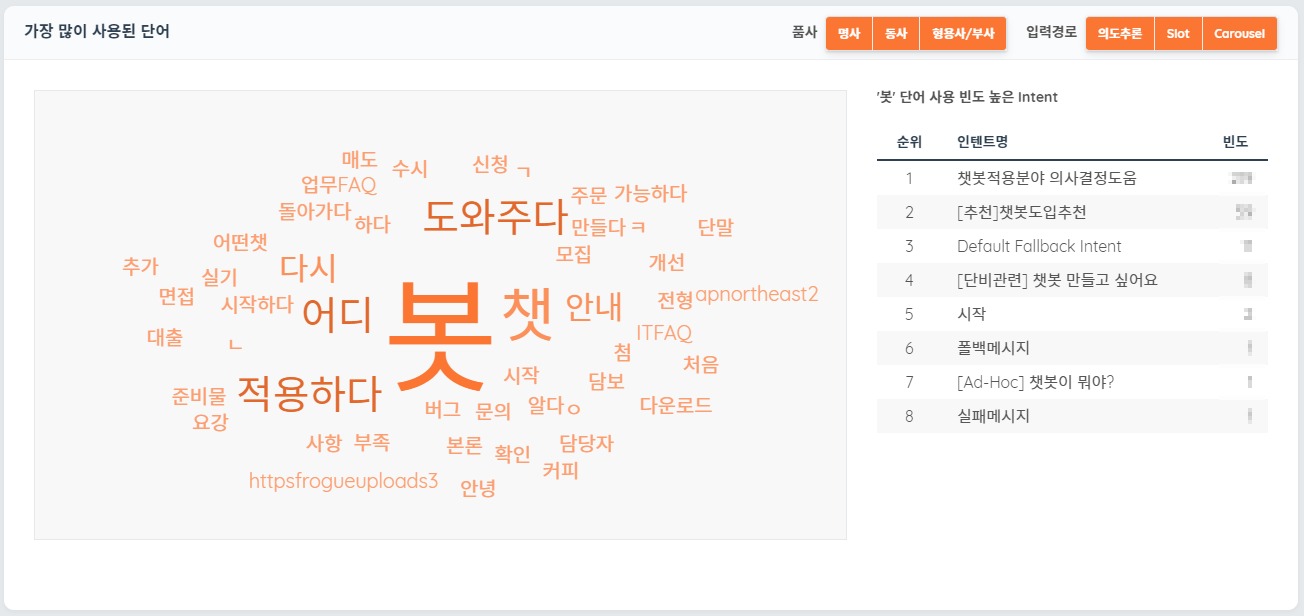 가장 많이 사용된 단어
품사 명사 동사 형용사/부사 입력경로 의도추론 Slot Carousel
'봇' 단어 사용 빈도 높은 Intent
순위 인텐트명 빈도
1 챗봇적용분야 의사결정도움
2 [추천]챗봇도입추천
3 Default Fallback Intent
4 [단비관련] 챗봇 만들고 싶어요
5 시작
6 폴백메시지
7 [Ad-Hoc] 챗봇이 뭐야?
8 실패메시지
매도 수시 신청 ㄱ
업무FAQ 주문 가능하다
돌아가다 하다 도와주다 만들다 ㅋ 단말
어떤챗 모집
추가 실기 다시 개선
면접 시작하다 어디 봇 챗 안내 전형 apnortheast2
대출 ㄴ ITFAQ
첨 처음
준비물 적용하다 시작 담보
요강 버그 문의 알다 ㅇ 다운로드
사항 부족 본론 확인 담당자
httpsfrogueuploads3 안녕 커피